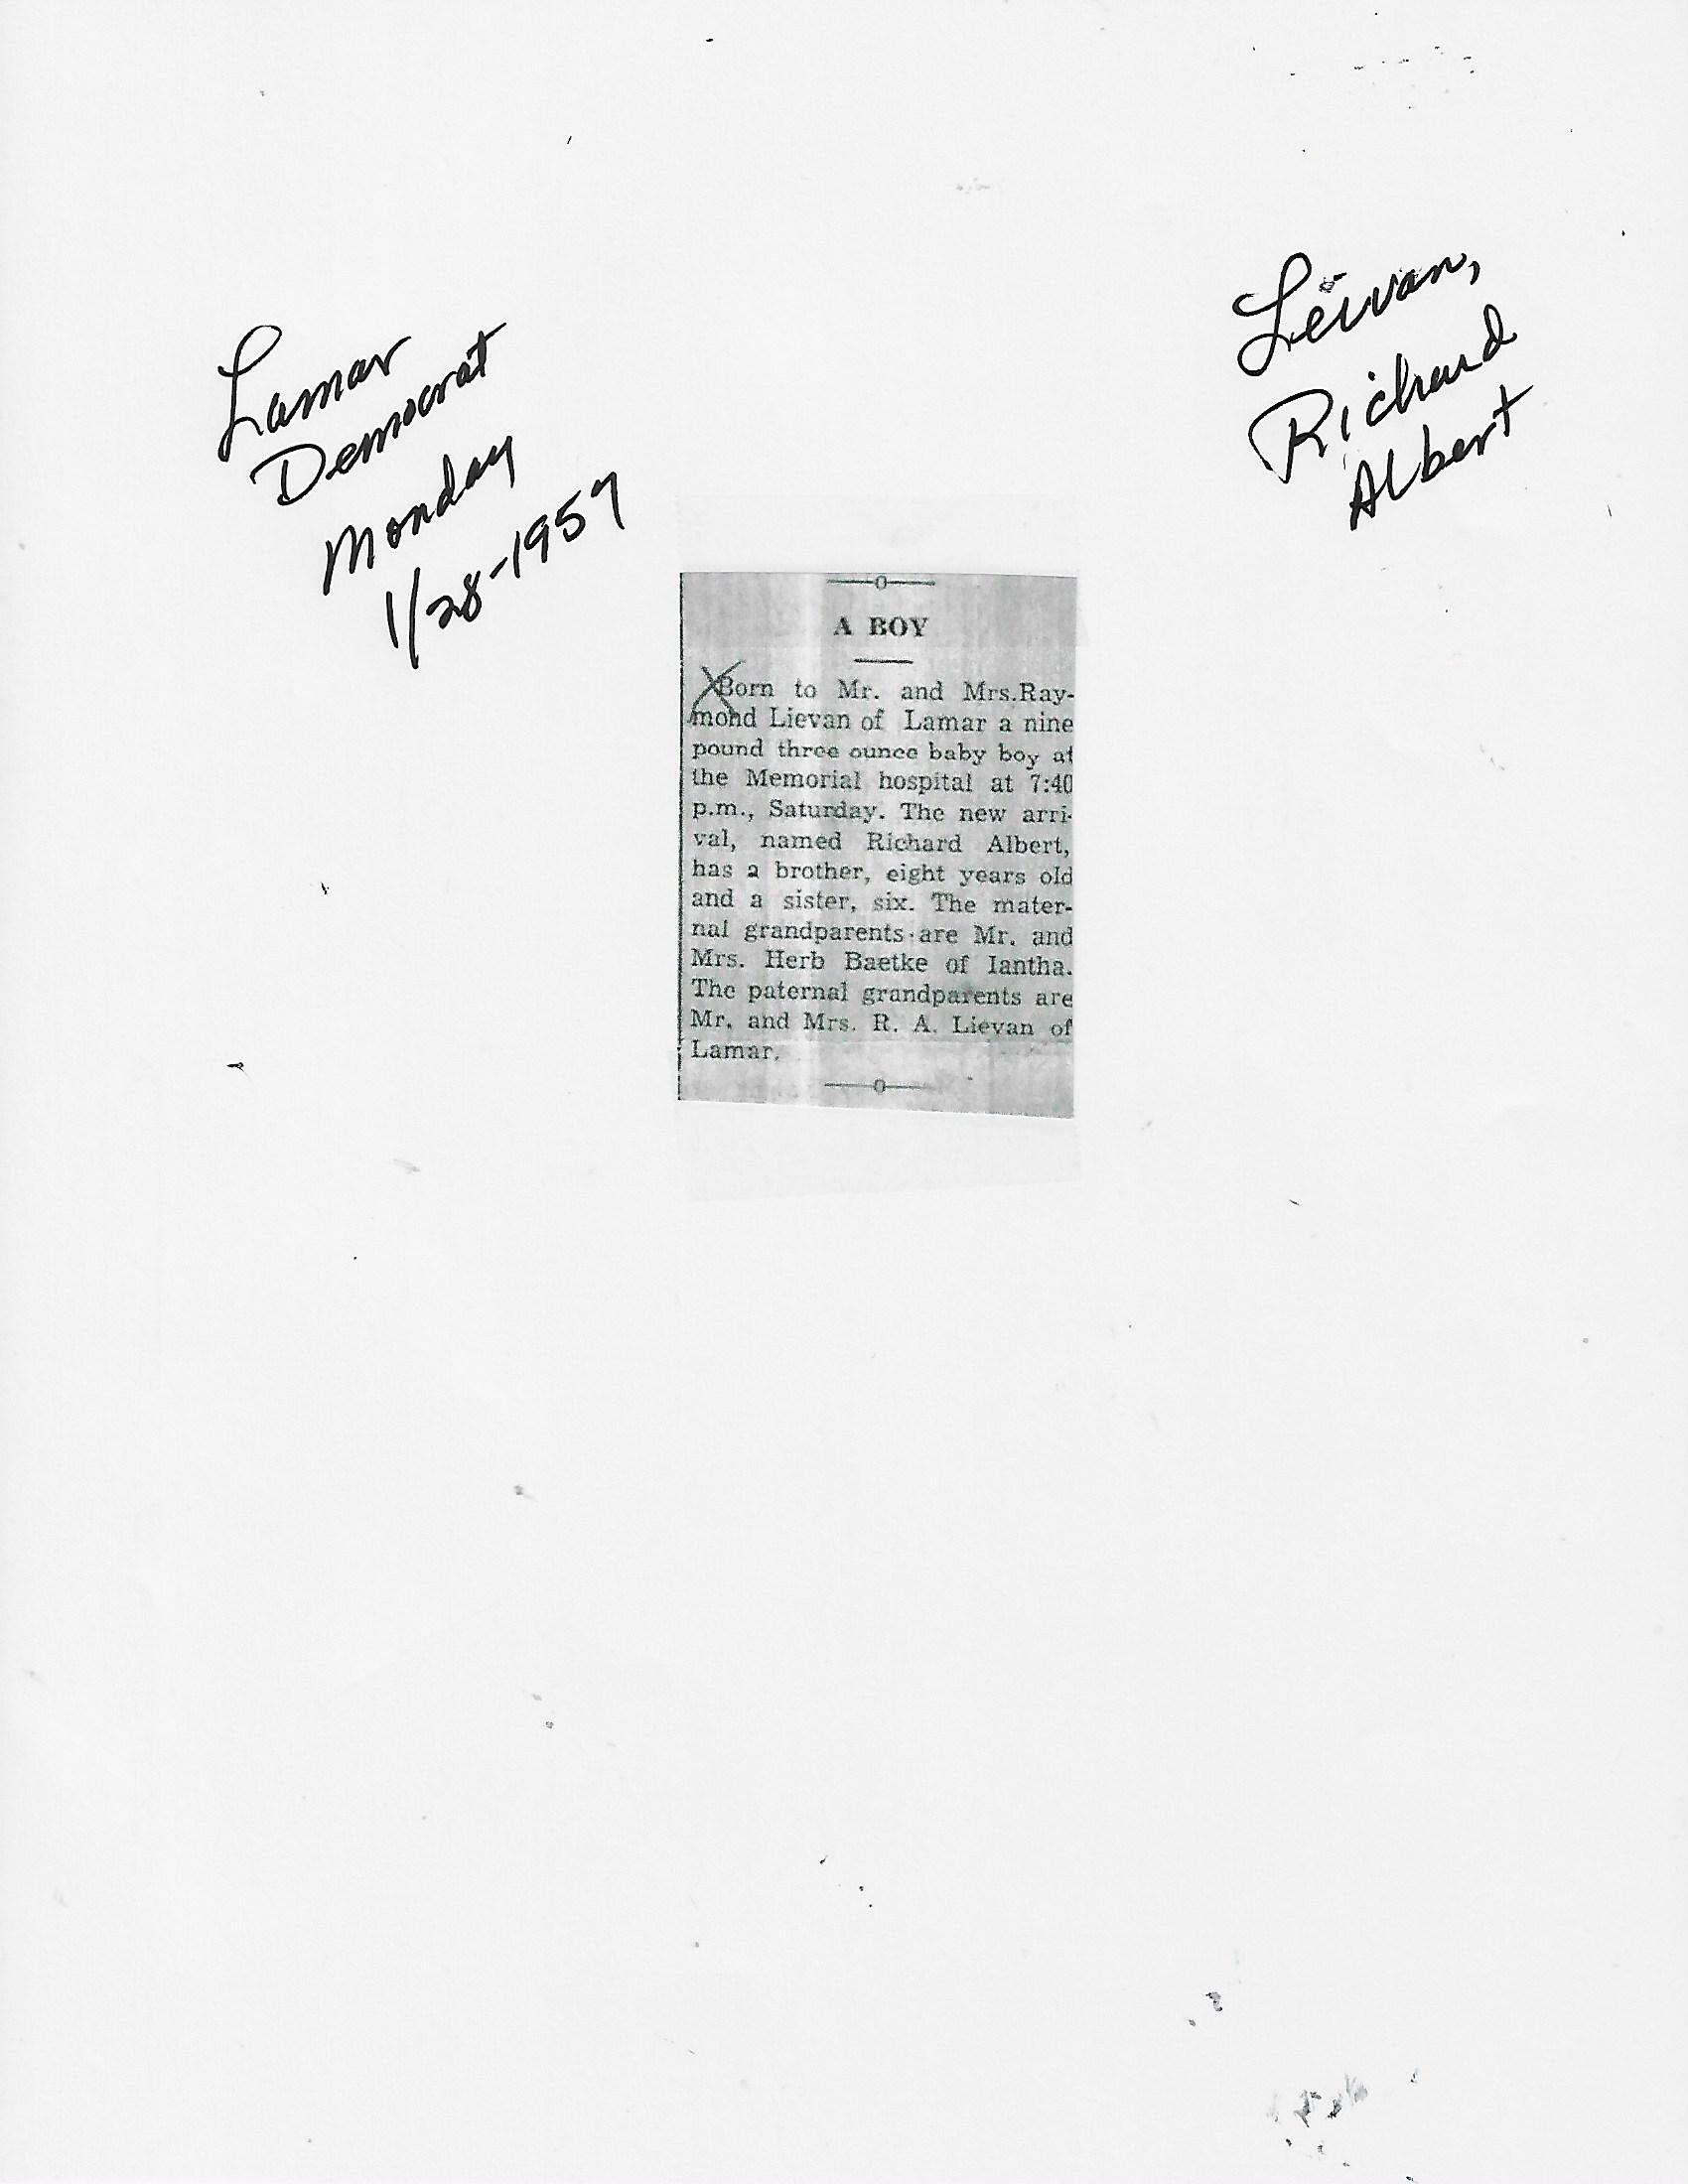 Lamar
Democrat
Monday
1/28-1957
Leivan,
Richard
Albert
A BOY
Born to Mr. and Mrs.Ray-
mond Lievan of Lamar a nine
pound three ounce baby boy at
the Memorial hospital at 7:40
p.m., Saturday. The new arri-
val, named Richard Albert,
has a brother, eight years old
and a sister, six. The mater-
nal grandparents are Mr. and
Mrs. Herb Baetke of Iantha.
The paternal grandparents are
Mr. and Mrs. R. A. Lievan of
Lamar.